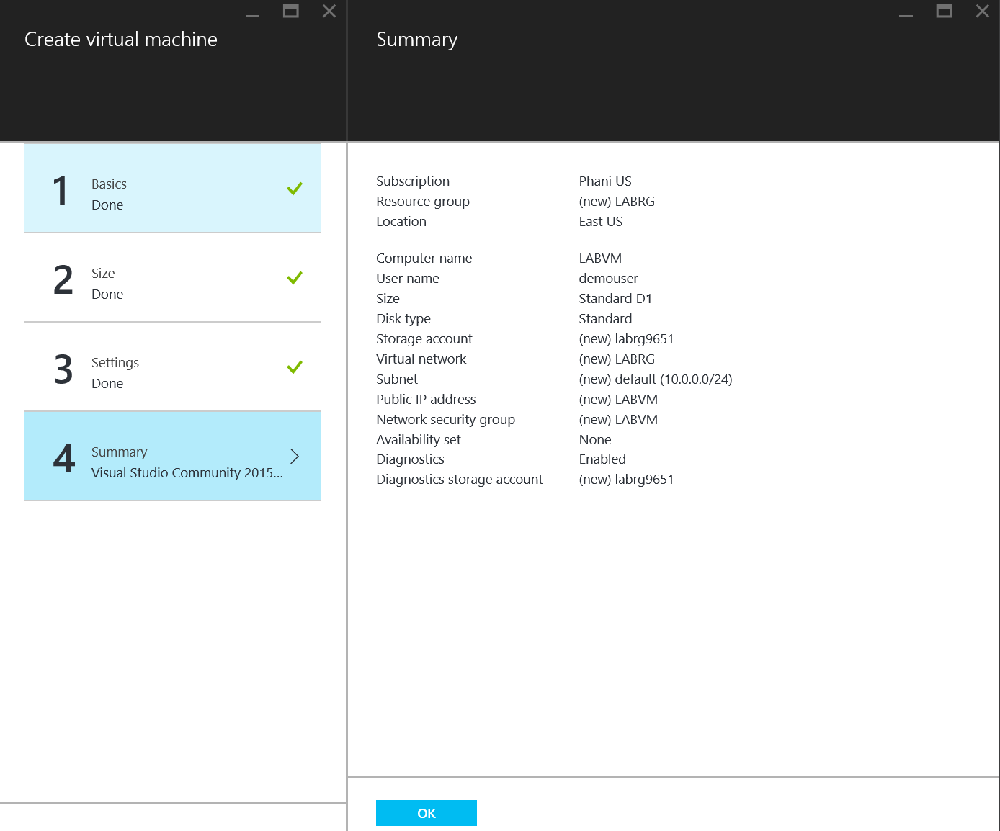 Create virtual machine
1
Basics
Done
2
Size
Done
3
Settings
Done
4
Summary
Visual Studio Community 2015...
Summary
Subscription Phani US
Resource group (new) LABRG
Location East US
Computer name LABVM
User name demouser
Size Standard D1
Disk type Standard
Storage account (new) labrg9651
Virtual network (new) LABRG
Subnet (new) default (10.0.0.0/24)
Public IP address (new) LABVM
Network security group (new) LABVM
Availability set None
Diagnostics Enabled
Diagnostics storage account (new) labrg9651
OK